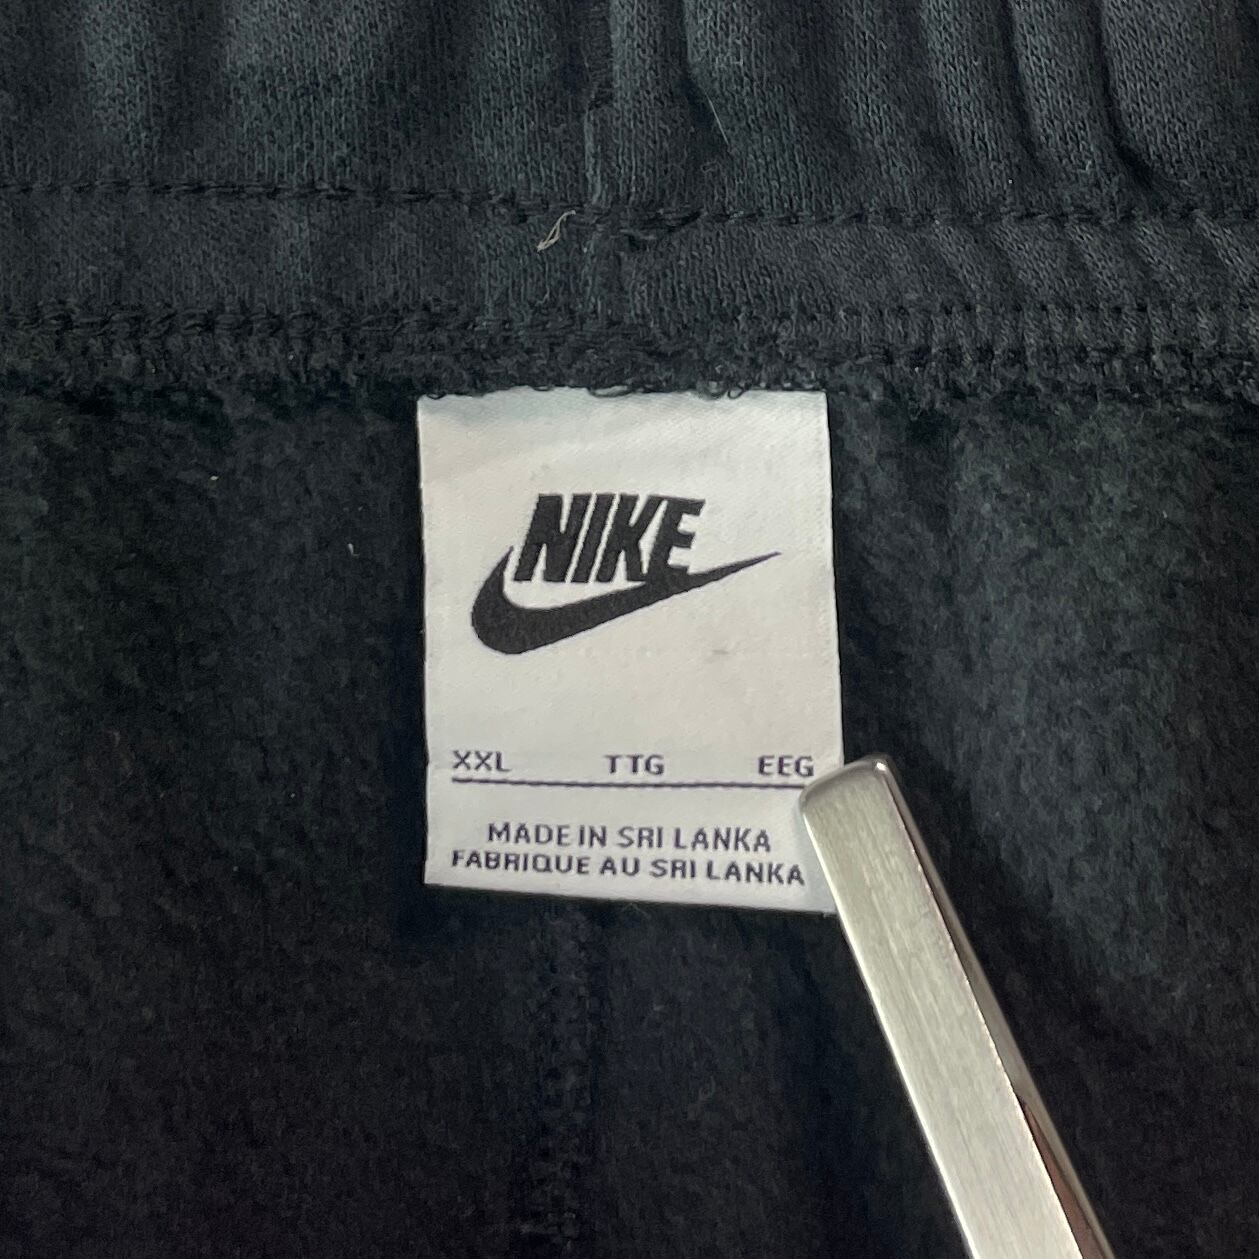 NIKE
XXL TTG EEG
MADE IN SRI LANKA
FABRIQUE AU SRI LANKA